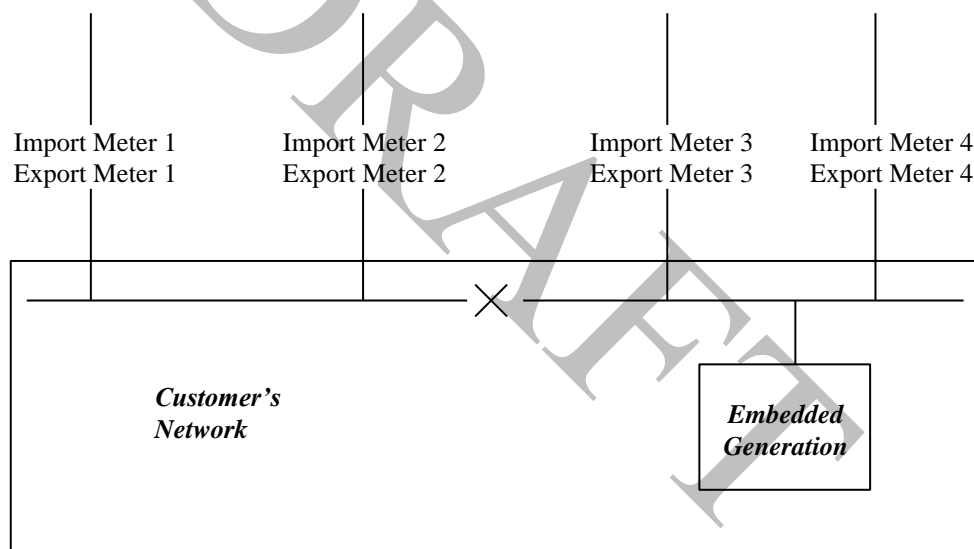 Import Meter 1
Export Meter 1
Import Meter 2
Export Meter 2
Import Meter 3
Export Meter 3
Import Meter 4
Export Meter 4
Customer’s
Network
Embedded
Generation
DRAFT